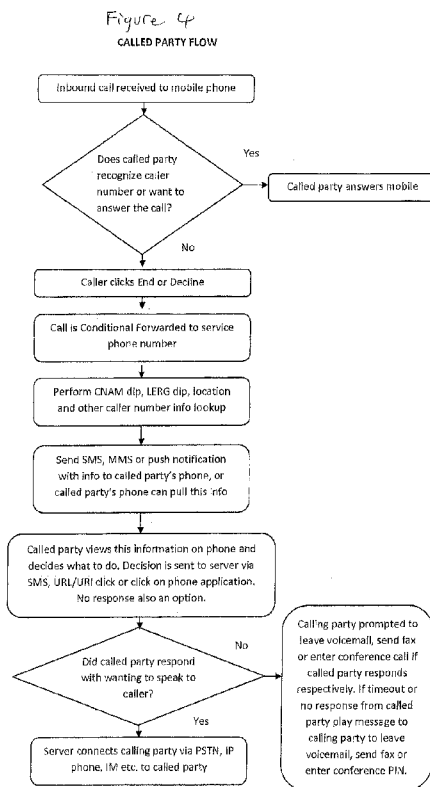 Figure 4
CALLED PARTY FLOW
Inbound call received to mobile phone
Does called party
recognize caller
number or want to
answer the call?
Yes
Called party answers mobile
No
Caller clicks End or Decline
Call is Conditional Forwarded to service
phone number
Perform CNAM dip, LERG dip, location
and other caller number info lookup
Send SMS, MMS or push notification
with info to called party's phone, or
called party's phone can pull this info
Called party views this information on phone and
decides what to do. Decision is sent to server via
SMS, URL/URI click or click on phone application.
No response also an option.
Did called party respond
with wanting to speak to
caller?
No
Calling party prompted to
leave voicemail, send fax
or enter conference call if
called party responds
respectively. If timeout or
no response from called
party play message to
calling party to leave
voicemail, send fax or
enter conference PIN.
Yes
Server connects calling party via PSTN, IP
phone, IM etc. to called party